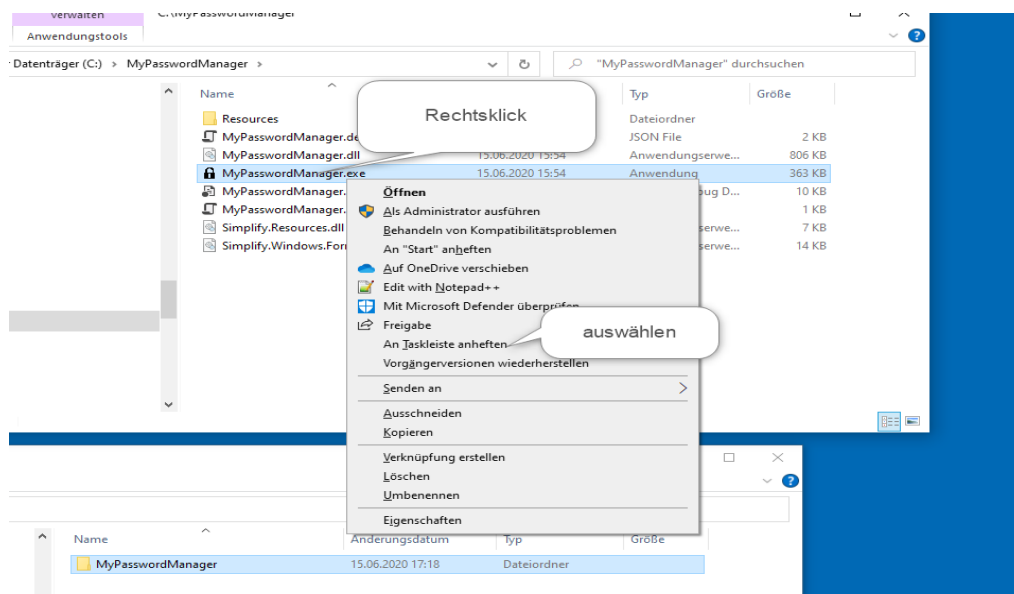 Verwalten C:\MyPasswordManager
Anwendungstools
Datenträger (C:) > MyPasswordManager > "MyPasswordManager" durchsuchen
Name Typ Größe
Rechtsklick
Resources Dateiordner
MyPasswordManager.de JSON File 2 KB
MyPasswordManager.dll 15.06.2020 15:54 Anwendungserwe... 806 KB
MyPasswordManager.exe 15.06.2020 15:54 Anwendung 363 KB
MyPasswordManager. bug D... 10 KB
MyPasswordManager. 1 KB
Simplify.Resources.dll serwe... 7 KB
Simplify.Windows.For serwe... 14 KB
Öffnen
Als Administrator ausführen
Behandeln von Kompatibilitätsproblemen
An "Start" anheften
Auf OneDrive verschieben
Edit with Notepad++
Mit Microsoft Defender überprüfen
Freigabe
auswählen
An Taskleiste anheften
Vorgängerversionen wiederherstellen
Senden an
Ausschneiden
Kopieren
Verknüpfung erstellen
Löschen
Umbenennen
Eigenschaften
Name Änderungsdatum Typ Größe
MyPasswordManager 15.06.2020 17:18 Dateiordner